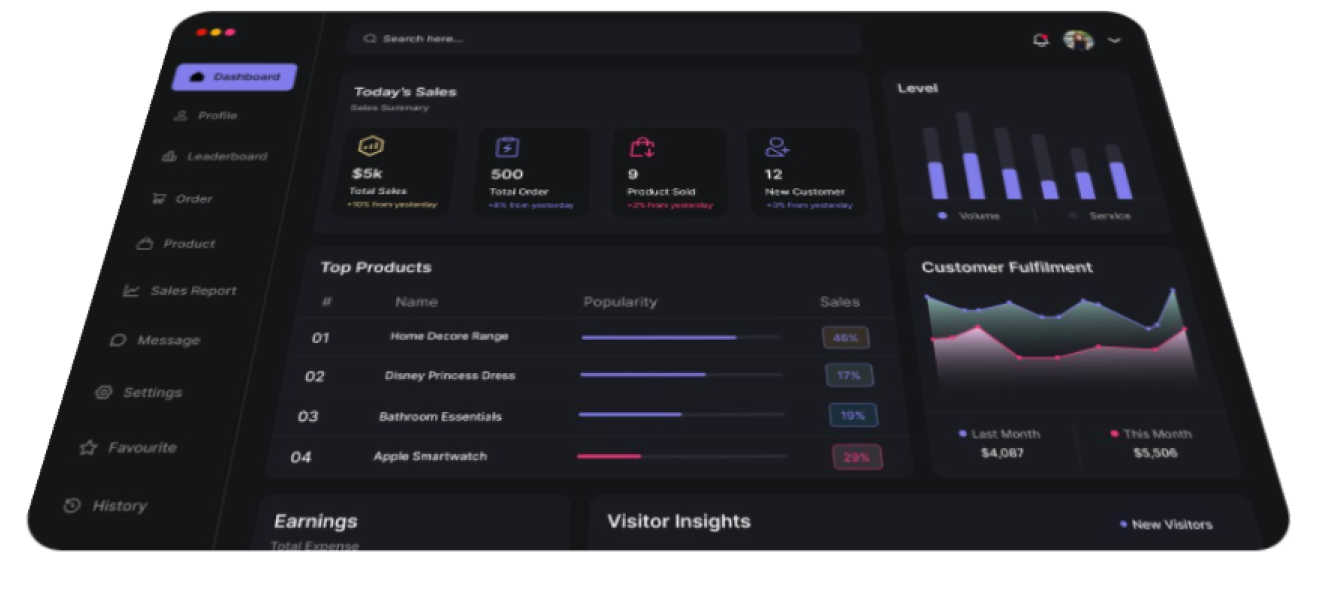 Search here...
Dashboard
Profile
Leaderboard
Order
Product
Sales Report
Message
Settings
Favourite
History
Today's Sales
Sales Summary
$5k
Total Sales
+10% from yesterday
500
Total Order
+8% from yesterday
9
Product Sold
+2% from yesterday
12
New Customer
+3% from yesterday
Level
Volume
Service
Top Products
# Name Popularity Sales
01 Home Decore Range 46%
02 Disney Princess Dress 17%
03 Bathroom Essentials 19%
04 Apple Smartwatch 29%
Customer Fulfilment
Last Month
$4,087
This Month
$5,506
Earnings
Total Expense
Visitor Insights
New Visitors